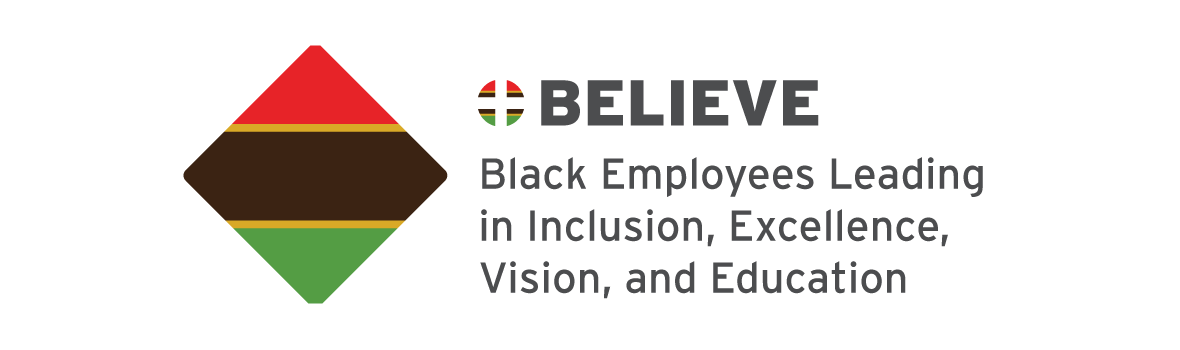 BELIEVE
Black Employees Leading
in Inclusion, Excellence,
Vision, and Education